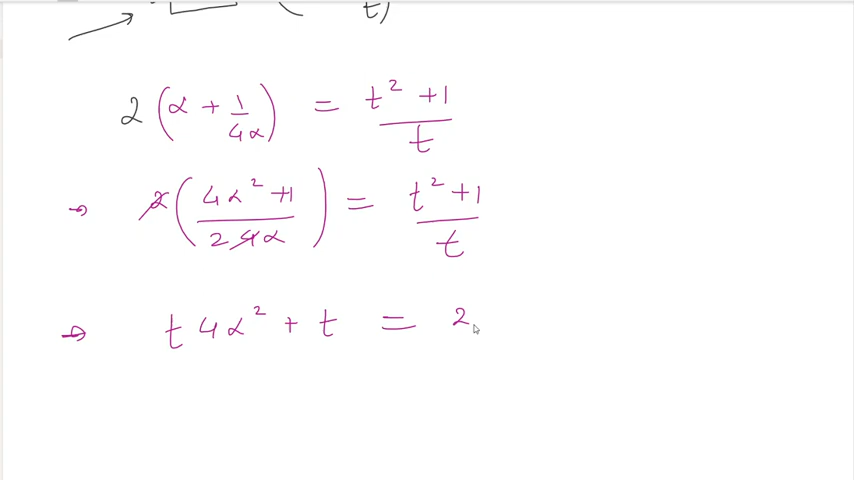 t)
2 (α + 1/4α) = t² + 1 / t
→ 2 (4α² + 1 / 2 4α) = t² + 1 / t
→ t 4α² + t = 2